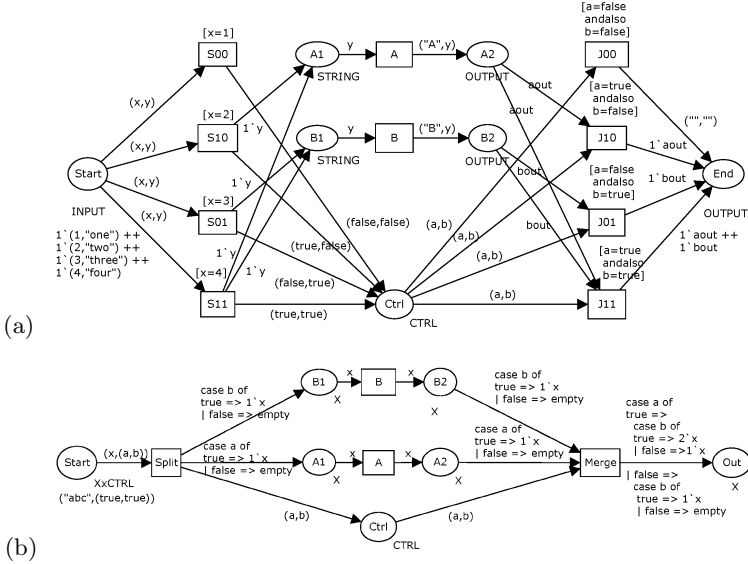 [x=1]
S00
A1
y
A
("A",y)
A2
[a=false
andalso
b=false]
J00
STRING
OUTPUT
(x,y)
[x=2]
S10
1`y
B1
y
B
("B",y)
B2
aout
aout
[a=true
andalso
b=false]
J10
("","")
1`aout
(x,y)
STRING
OUTPUT
Start
(x,y)
1`y
bout
[a=false
andalso
b=true]
1`bout
End
INPUT
(x,y)
[x=3]
S01
(false,false)
(a,b)
(a,b)
bout
J01
OUTPUT
1`(1,"one") ++
1`(2,"two") ++
1`(3,"three") ++
1`(4,"four")
(true,false)
1`aout ++
1`bout
1`y
1`y
[x=4]
S11
(false,true)
(a,b)
[a=true
andalso
b=true]
(true,true)
Ctrl
CTRL
(a,b)
J11
(a)
case b of
true => 1`x
| false => empty
B1
x
B
x
B2
X
X
case b of
true => 1`x
| false => empty
case a of
true =>
case b of
true => 2`x
| false =>1`x
Start
(x,(a,b))
Split
case a of
true => 1`x
| false => empty
A1
x
A
x
A2
X
X
case a of
true => 1`x
| false => empty
Merge
Out
X
XxCTRL
("abc",(true,true))
| false =>
case b of
true => 1`x
| false => empty
(a,b)
Ctrl
CTRL
(a,b)
(b)